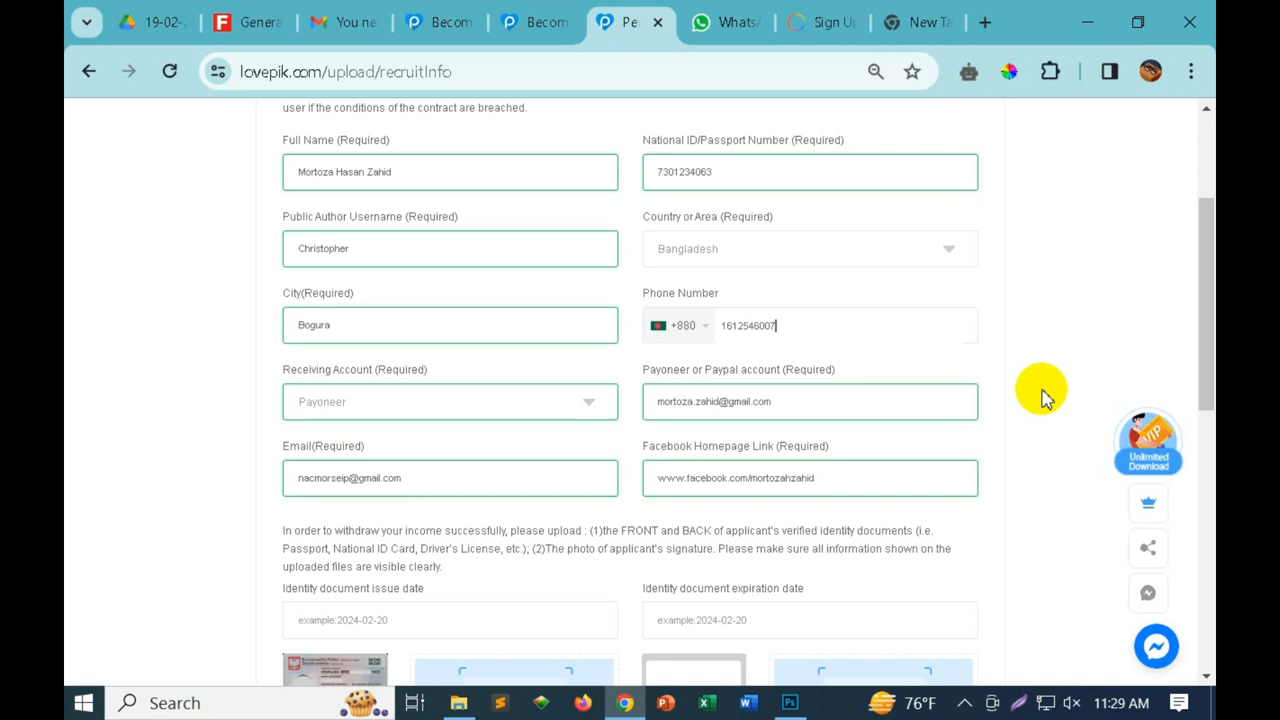 19-02-
Genera
You ne
Becom
Becom
Pe
Whats
Sign U
New Ta
lovepik.com/upload/recruitInfo
user if the conditions of the contract are breached.
Full Name (Required)
National ID/Passport Number (Required)
Mortoza Hasan Zahid
7301234063
Public Author Username (Required)
Country or Area (Required)
Christopher
Bangladesh
City(Required)
Phone Number
Bogura
+880 1612546007
Receiving Account (Required)
Payoneer or Paypal account (Required)
Payoneer
mortoza.zahid@gmail.com
Email(Required)
Facebook Homepage Link (Required)
nacmorseip@gmail.com
www.facebook.com/mortozahzahid
VIP
Unlimited
Download
In order to withdraw your income successfully, please upload : (1)the FRONT and BACK of applicant's verified identity documents (i.e.
Passport, National ID Card, Driver's License, etc.); (2)The photo of applicant's signature. Please make sure all information shown on the
uploaded files are visible clearly.
Identity document issue date
Identity document expiration date
example:2024-02-20
example:2024-02-20
Search
76°F
11:29 AM